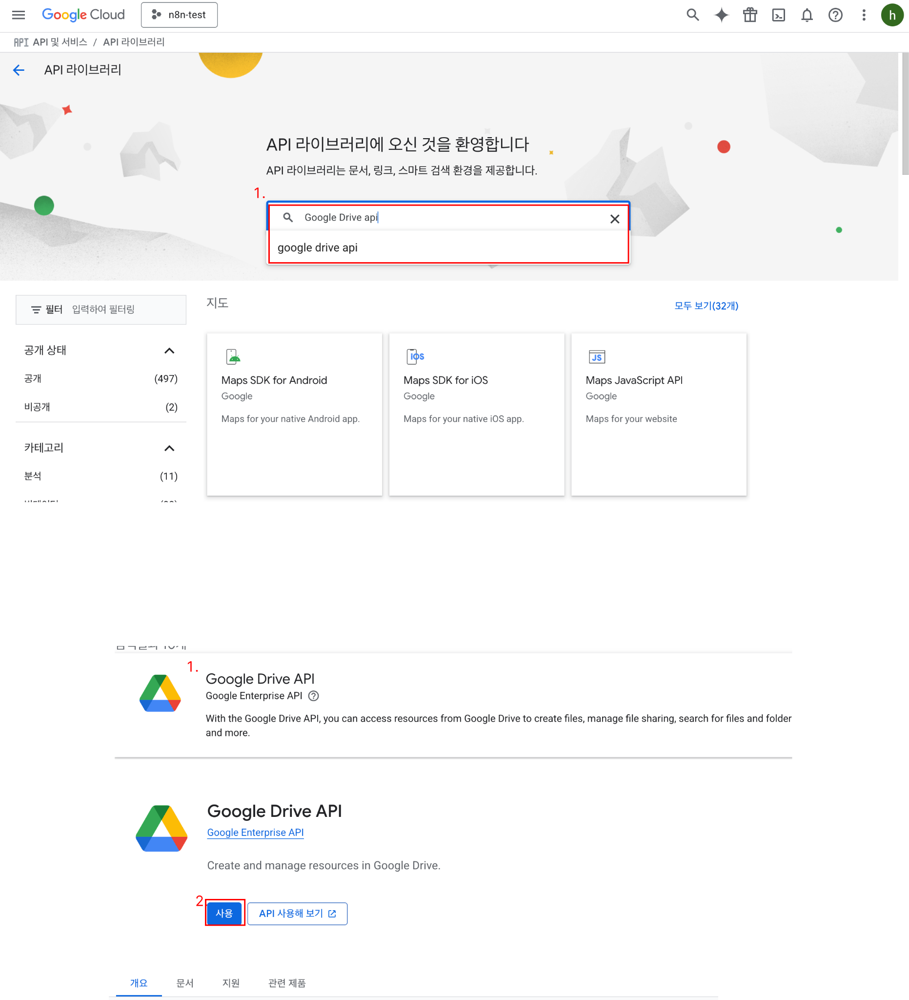 Google Cloud
n8n-test
h
API API 및 서비스 / API 라이브러리
API 라이브러리
API 라이브러리에 오신 것을 환영합니다
API 라이브러리는 문서, 링크, 스마트 검색 환경을 제공합니다.
1.
Google Drive api
google drive api
필터 입력하여 필터링
공개 상태
공개 (497)
비공개 (2)
카테고리
분석 (11)
지도
모두 보기(32개)
Maps SDK for Android
Google
Maps for your native Android app.
iOS
Maps SDK for iOS
Google
Maps for your native iOS app.
JS
Maps JavaScript API
Google
Maps for your website
1.
Google Drive API
Google Enterprise API
With the Google Drive API, you can access resources from Google Drive to create files, manage file sharing, search for files and folder
and more.
Google Drive API
Google Enterprise API
Create and manage resources in Google Drive.
2
사용
API 사용해 보기
개요 문서 지원 관련 제품